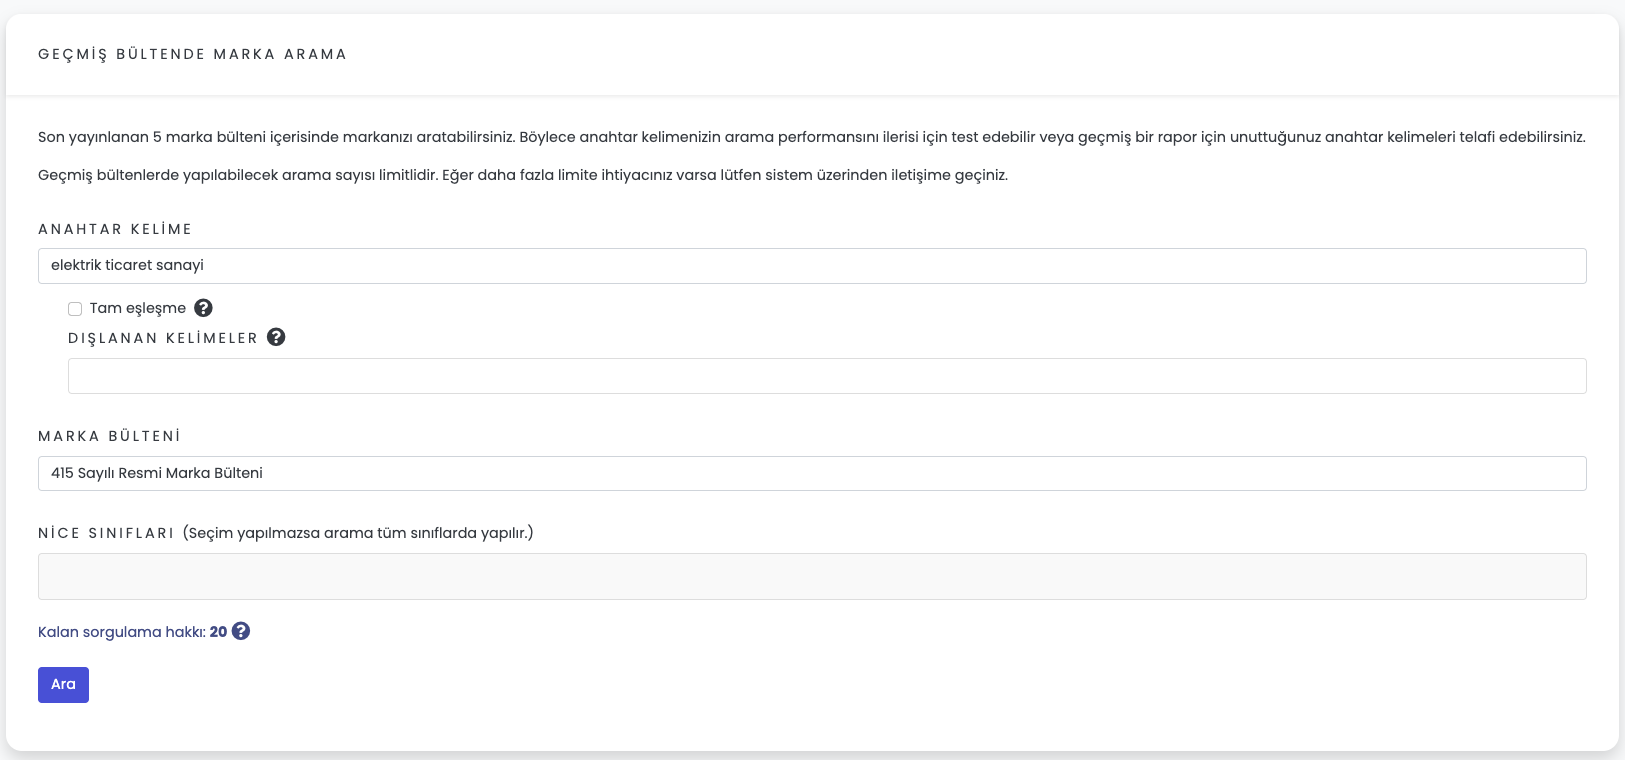 GEÇMİŞ BÜLTENDE MARKA ARAMA
Son yayınlanan 5 marka bülteni içerisinde markanızı aratabilirsiniz. Böylece anahtar kelimenizin arama performansını ilerisi için test edebilir veya geçmiş bir rapor için unuttuğunuz anahtar kelimeleri telafi edebilirsiniz.
Geçmiş bültenlerde yapılabilecek arama sayısı limitlidir. Eğer daha fazla limite ihtiyacınız varsa lütfen sistem üzerinden iletişime geçiniz.
ANAHTAR KELİME
elektrik ticaret sanayi
Tam eşleşme ?
DIŞLANAN KELİMELER ?
MARKA BÜLTENİ
415 Sayılı Resmi Marka Bülteni
NİCE SINIFLARI (Seçim yapılmazsa arama tüm sınıflarda yapılır.)
Kalan sorgulama hakkı: 20 ?
Ara